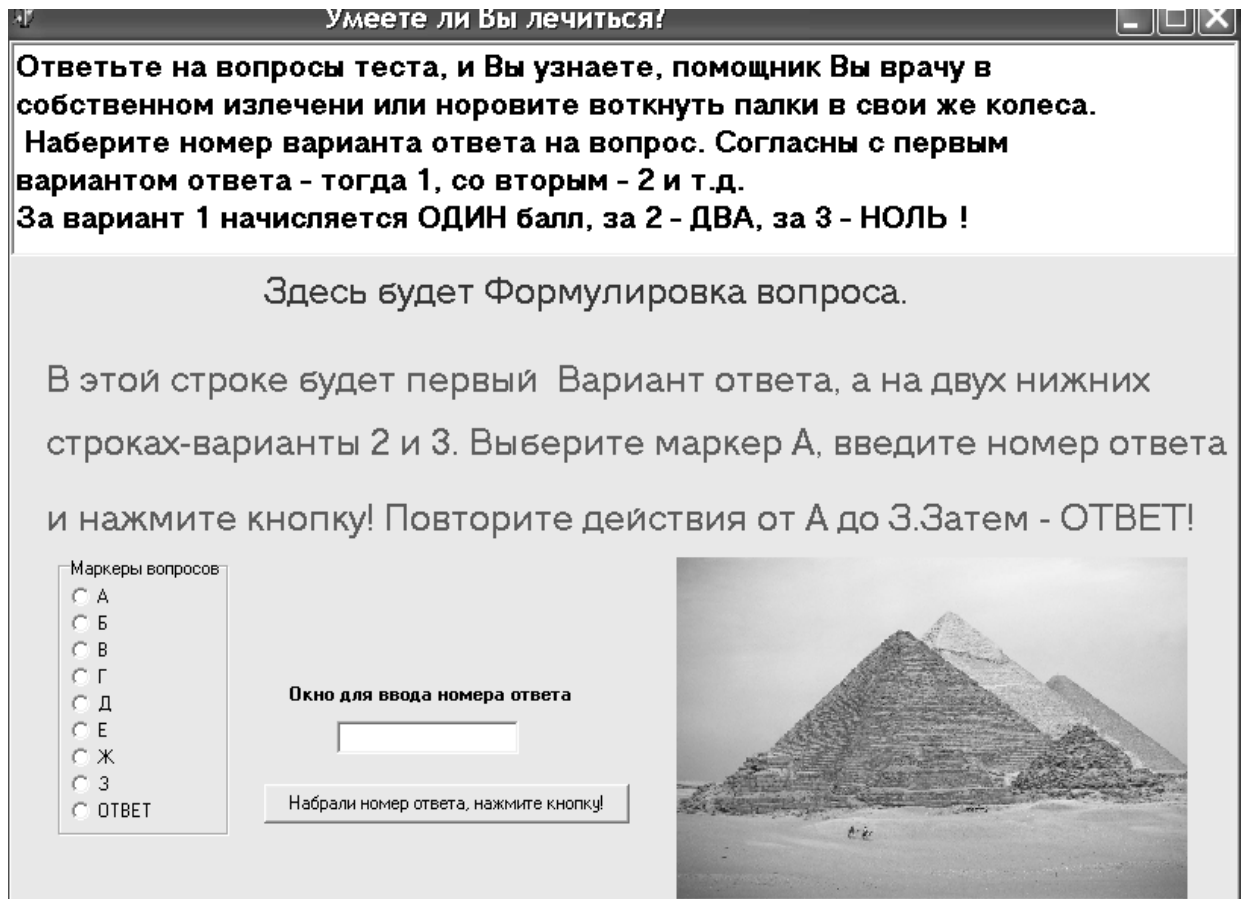 Умеете ли Вы лечиться?
Ответьте на вопросы теста, и Вы узнаете, помощник Вы врачу в
собственном излечени или норовите воткнуть палки в свои же колеса.
Наберите номер варианта ответа на вопрос. Согласны с первым
вариантом ответа - тогда 1, со вторым - 2 и т.д.
За вариант 1 начисляется ОДИН балл, за 2 - ДВА, за 3 - НОЛЬ !
Здесь будет Формулировка вопроса.
В этой строке будет первый Вариант ответа, а на двух нижних
строках-варианты 2 и 3. Выберите маркер А, введите номер ответа
и нажмите кнопку! Повторите действия от А до З.Затем - ОТВЕТ!
Маркеры вопросов
А
Б
В
Г
Д
Е
Ж
З
ОТВЕТ
Окно для ввода номера ответа
Набрали номер ответа, нажмите кнопку!